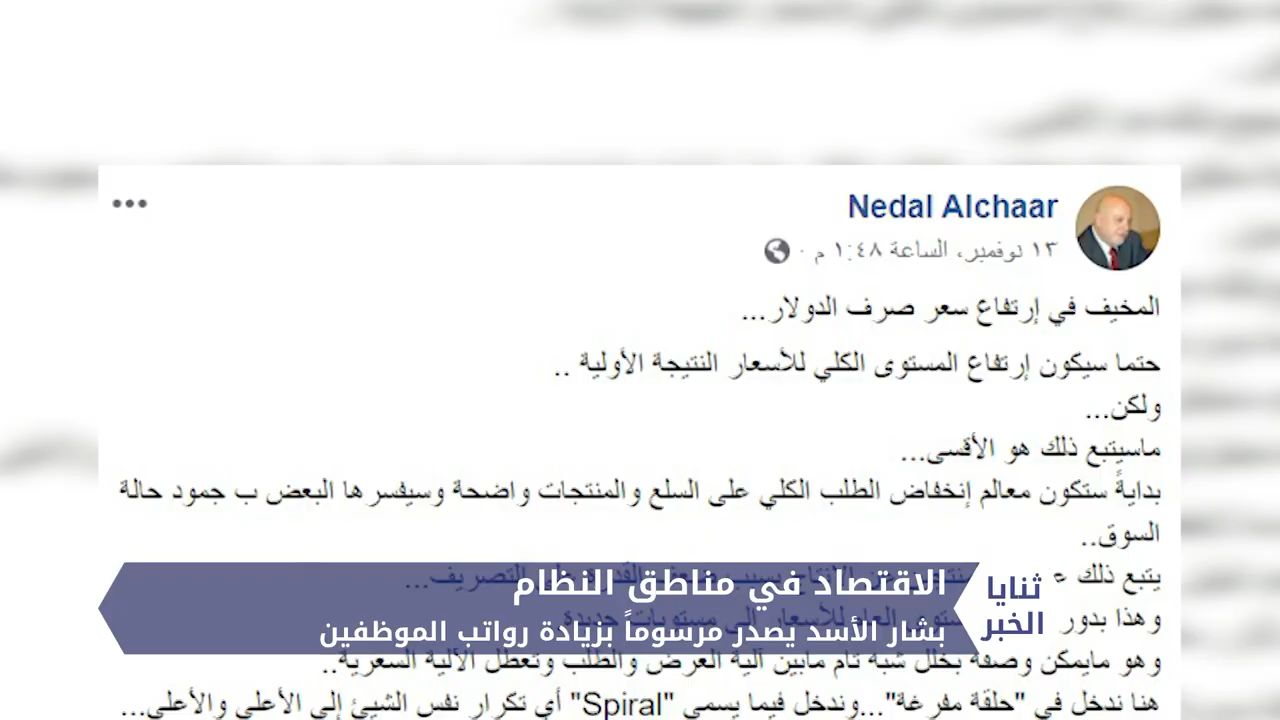 Nedal Alchaar
١٣ نوفمبر، الساعة ١:٤٨ م ·
المخيف في إرتفاع سعر صرف الدولار...
حتما سيكون إرتفاع المستوى الكلي للأسعار النتيجة الأولية ..
ولكن...
ماسيتبع ذلك هو الأقسى...
بدايةً ستكون معالم إنخفاض الطلب الكلي على السلع والمنتجات واضحة وسيفسرها البعض ب جمود حالة
السوق..
يتبع ذلك التصريف...
الاقتصاد في مناطق النظام
ثنايا
الخبر
وهذا بدور
بشار الأسد يصدر مرسوماً بزيادة رواتب الموظفين
وهو مايمكن وصفه بخلل شبه تام مابين آلية العرض والطلب وتعطل الآلية السعرية..
هنا ندخل في "حلقة مفرغة"...وندخل فيما يسمى "Spiral" أي تكرار نفس الشيئ إلى الأعلى والأعلى...